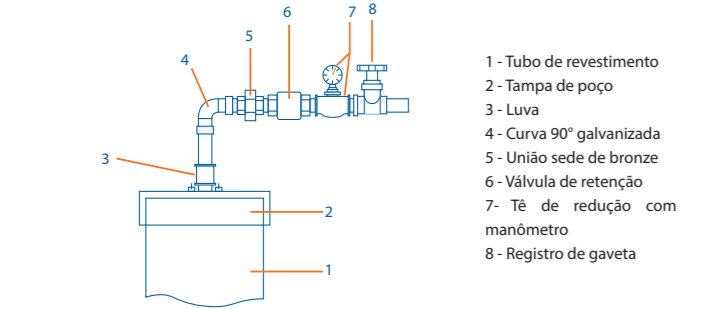 6
7
8
5
4
3
2
1
1 - Tubo de revestimento
2 - Tampa de poço
3 - Luva
4 - Curva 90° galvanizada
5 - União sede de bronze
6 - Válvula de retenção
7- Tê de redução com
manômetro
8 - Registro de gaveta